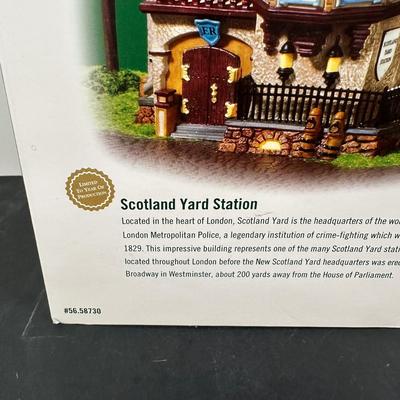 ER
SCOTLAND
YARD
STATION
LIMITED
TO YEAR OF
PRODUCTION
Scotland Yard Station
Located in the heart of London, Scotland Yard is the headquarters of the
London Metropolitan Police, a legendary institution of crime-fighting which
1829. This impressive building represents one of the many Scotland Yard
located throughout London before the New Scotland Yard headquarters was
Broadway in Westminster, about 200 yards away from the House of Parliament.
#56.58730